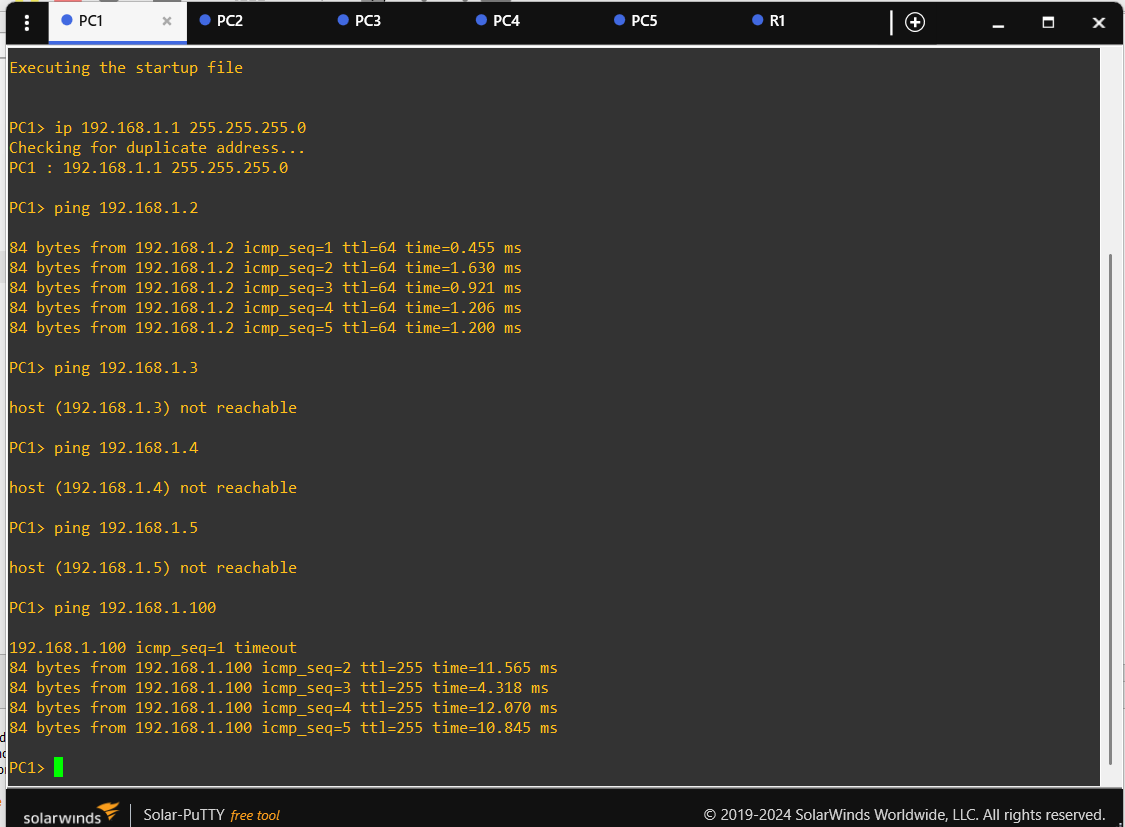 PC1 × PC2 PC3 PC4 PC5 R1
Executing the startup file
PC1> ip 192.168.1.1 255.255.255.0
Checking for duplicate address...
PC1 : 192.168.1.1 255.255.255.0
PC1> ping 192.168.1.2
84 bytes from 192.168.1.2 icmp_seq=1 ttl=64 time=0.455 ms
84 bytes from 192.168.1.2 icmp_seq=2 ttl=64 time=1.630 ms
84 bytes from 192.168.1.2 icmp_seq=3 ttl=64 time=0.921 ms
84 bytes from 192.168.1.2 icmp_seq=4 ttl=64 time=1.206 ms
84 bytes from 192.168.1.2 icmp_seq=5 ttl=64 time=1.200 ms
PC1> ping 192.168.1.3
host (192.168.1.3) not reachable
PC1> ping 192.168.1.4
host (192.168.1.4) not reachable
PC1> ping 192.168.1.5
host (192.168.1.5) not reachable
PC1> ping 192.168.1.100
192.168.1.100 icmp_seq=1 timeout
84 bytes from 192.168.1.100 icmp_seq=2 ttl=255 time=11.565 ms
84 bytes from 192.168.1.100 icmp_seq=3 ttl=255 time=4.318 ms
84 bytes from 192.168.1.100 icmp_seq=4 ttl=255 time=12.070 ms
84 bytes from 192.168.1.100 icmp_seq=5 ttl=255 time=10.845 ms
PC1>
solarwinds Solar-PuTTY free tool © 2019-2024 SolarWinds Worldwide, LLC. All rights reserved.